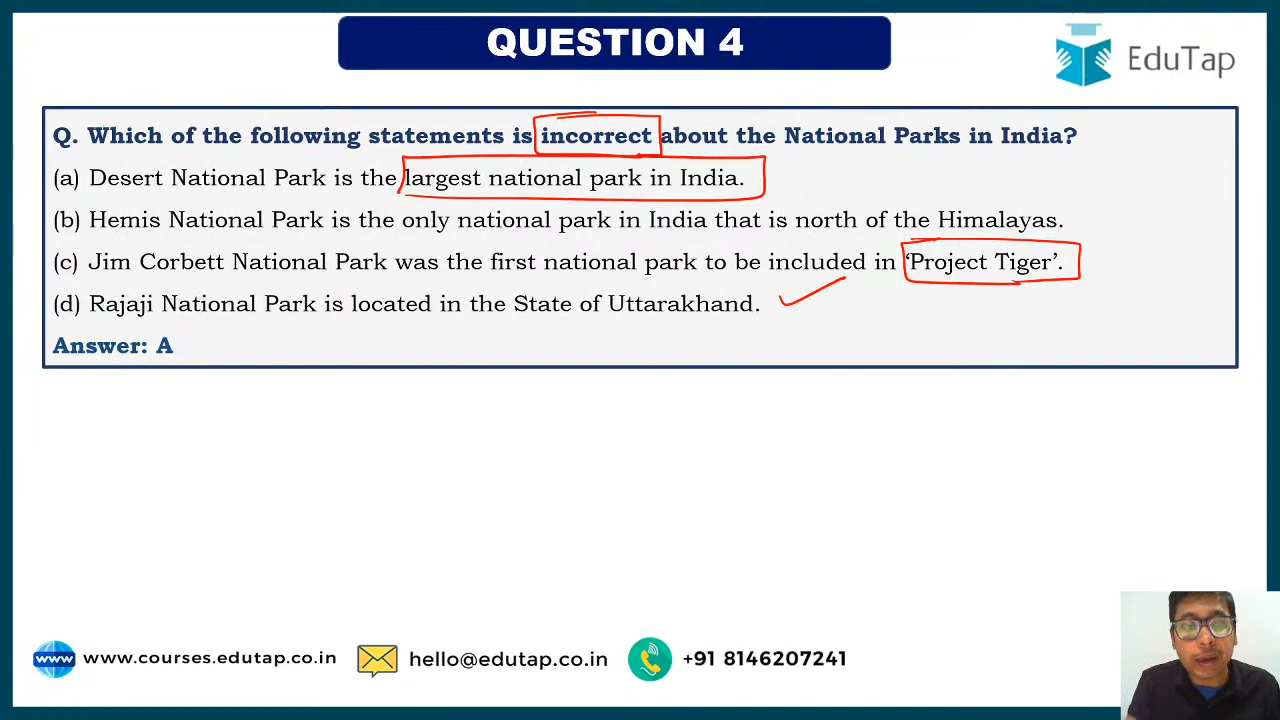 QUESTION 4
EduTap
Q. Which of the following statements is incorrect about the National Parks in India?
(a) Desert National Park is the largest national park in India.
(b) Hemis National Park is the only national park in India that is north of the Himalayas.
(c) Jim Corbett National Park was the first national park to be included in ‘Project Tiger’.
(d) Rajaji National Park is located in the State of Uttarakhand.
Answer: A
www www.courses.edutap.co.in hello@edutap.co.in +91 8146207241